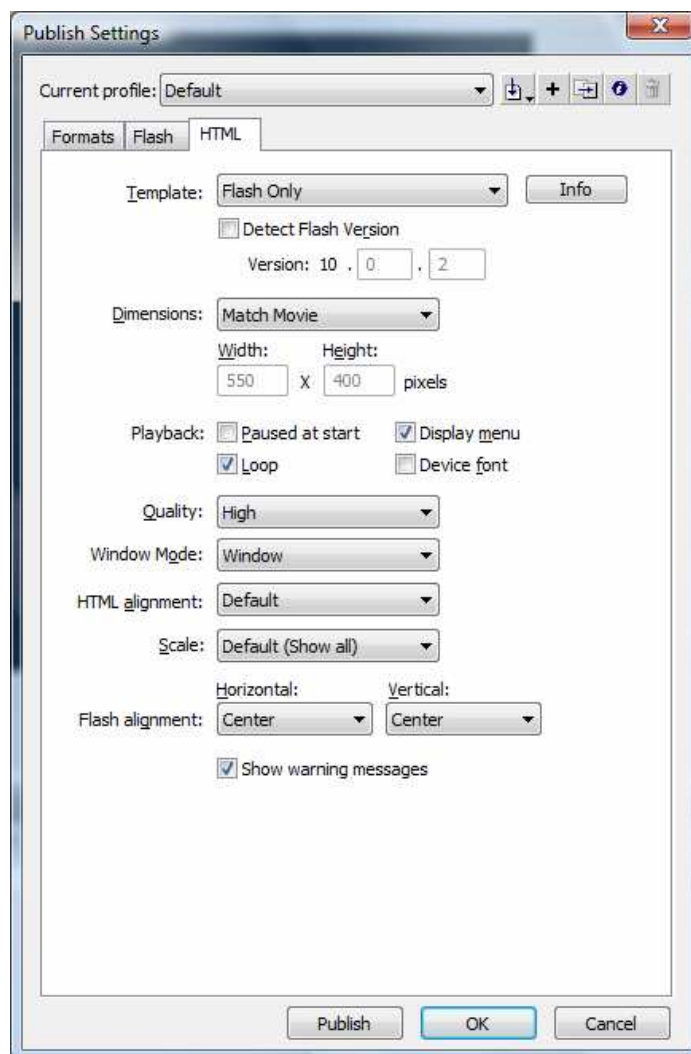 Publish Settings
Current profile: Default
Formats Flash HTML
Template: Flash Only Info
Detect Flash Version
Version: 10 . 0 . 2
Dimensions: Match Movie
Width: Height:
550 X 400 pixels
Playback: Paused at start Display menu
Loop Device font
Quality: High
Window Mode: Window
HTML alignment: Default
Scale: Default (Show all)
Horizontal: Vertical:
Flash alignment: Center Center
Show warning messages
Publish OK Cancel